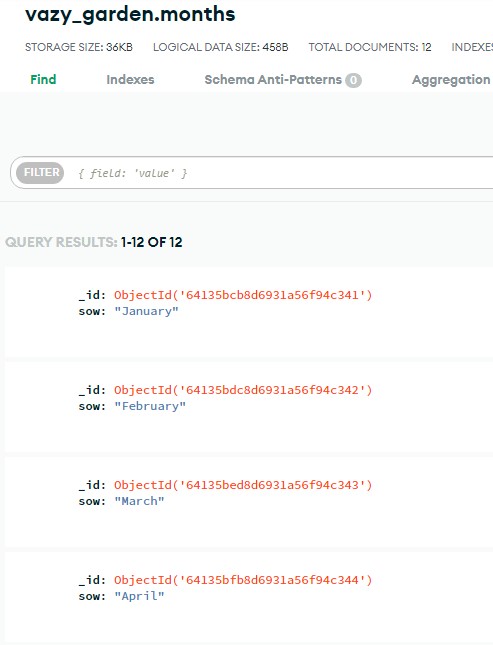 vazy_garden.months
STORAGE SIZE: 36KB LOGICAL DATA SIZE: 458B TOTAL DOCUMENTS: 12 INDEXES
Find Indexes Schema Anti-Patterns 0 Aggregation
FILTER { field: 'value' }
QUERY RESULTS: 1-12 OF 12
_id: ObjectId('64135bcb8d6931a56f94c341')
sow: "January"
_id: ObjectId('64135bdc8d6931a56f94c342')
sow: "February"
_id: ObjectId('64135bed8d6931a56f94c343')
sow: "March"
_id: ObjectId('64135bfb8d6931a56f94c344')
sow: "April"